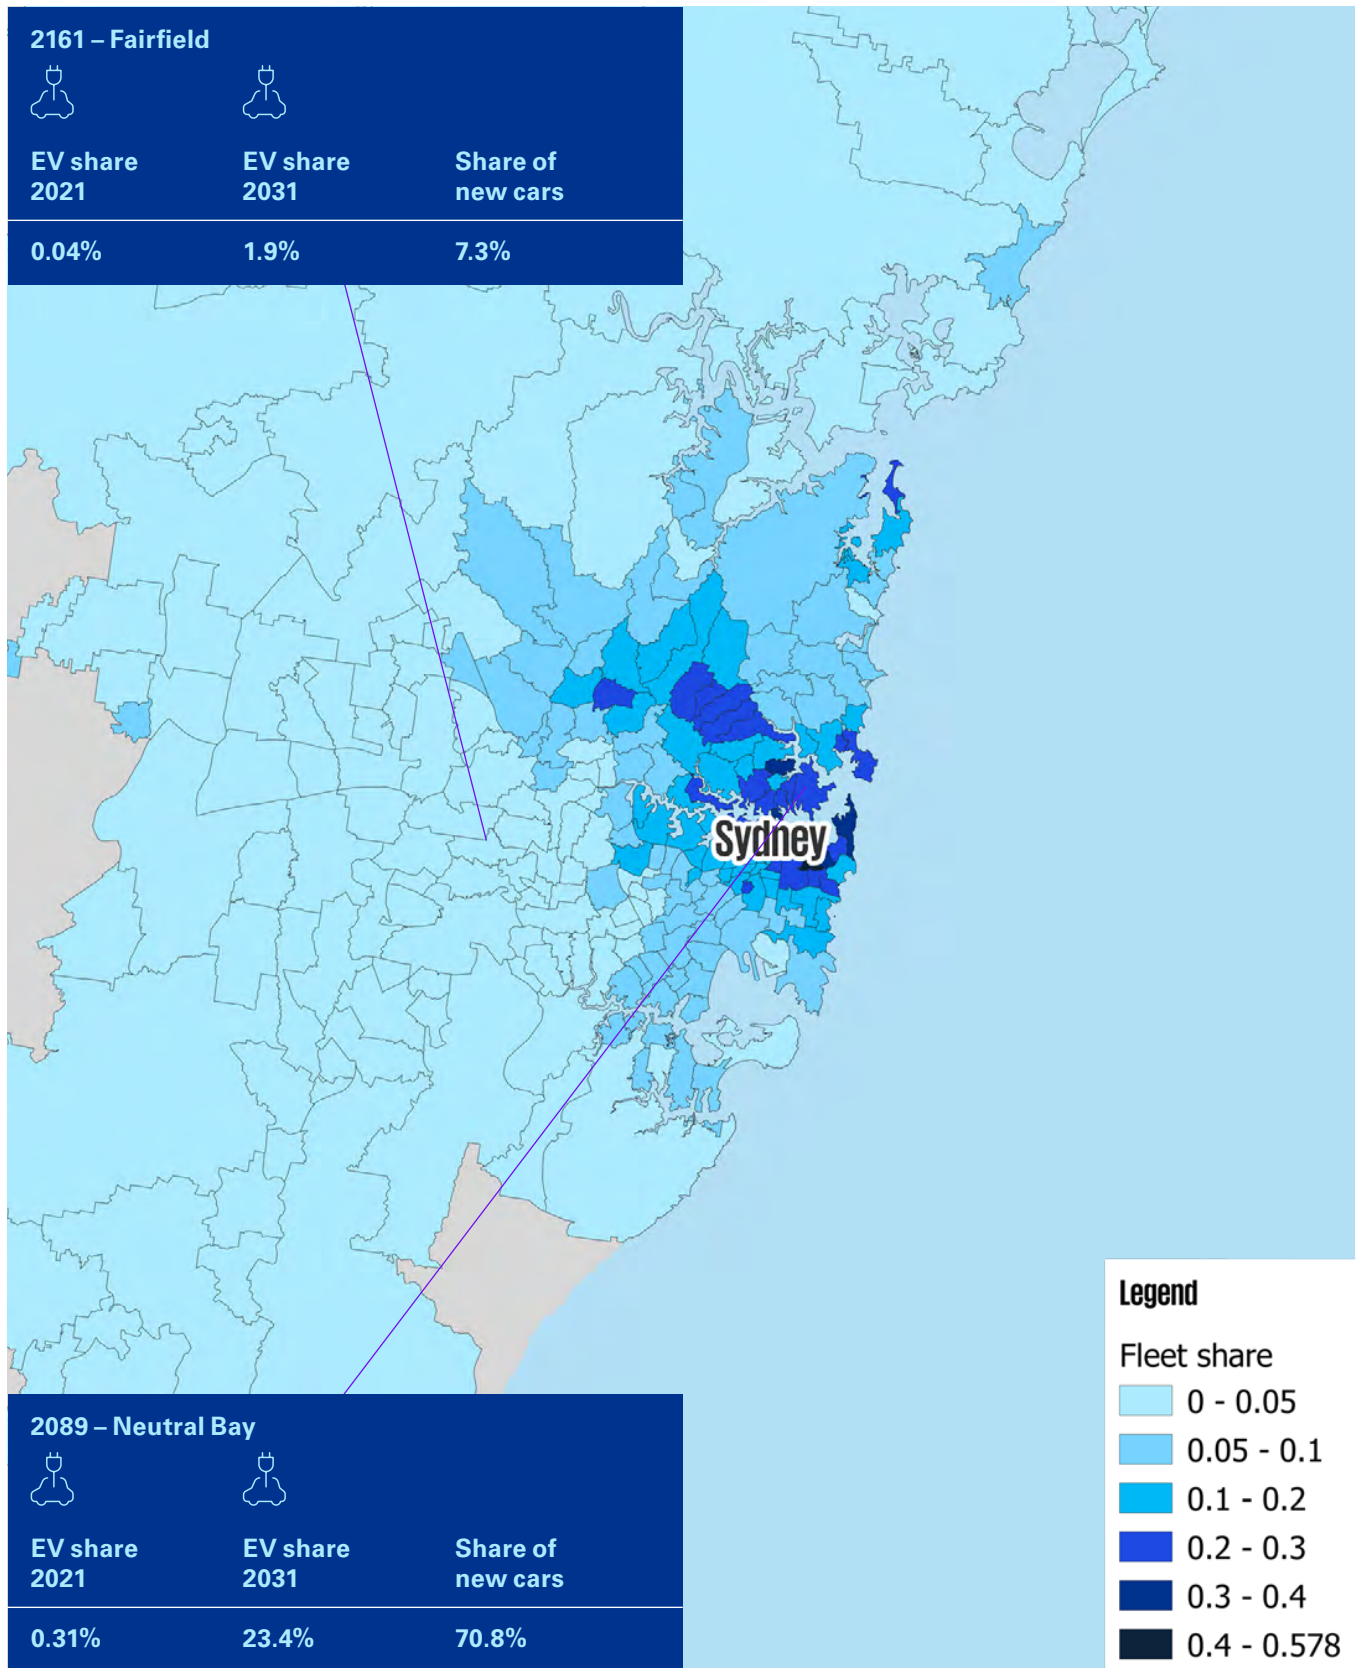 2161 – Fairfield
EV share 2021
EV share 2031
Share of new cars
0.04%
1.9%
7.3%
Sydney
Legend
Fleet share
0 - 0.05
0.05 - 0.1
0.1 - 0.2
0.2 - 0.3
0.3 - 0.4
0.4 - 0.578
2089 – Neutral Bay
EV share 2021
EV share 2031
Share of new cars
0.31%
23.4%
70.8%